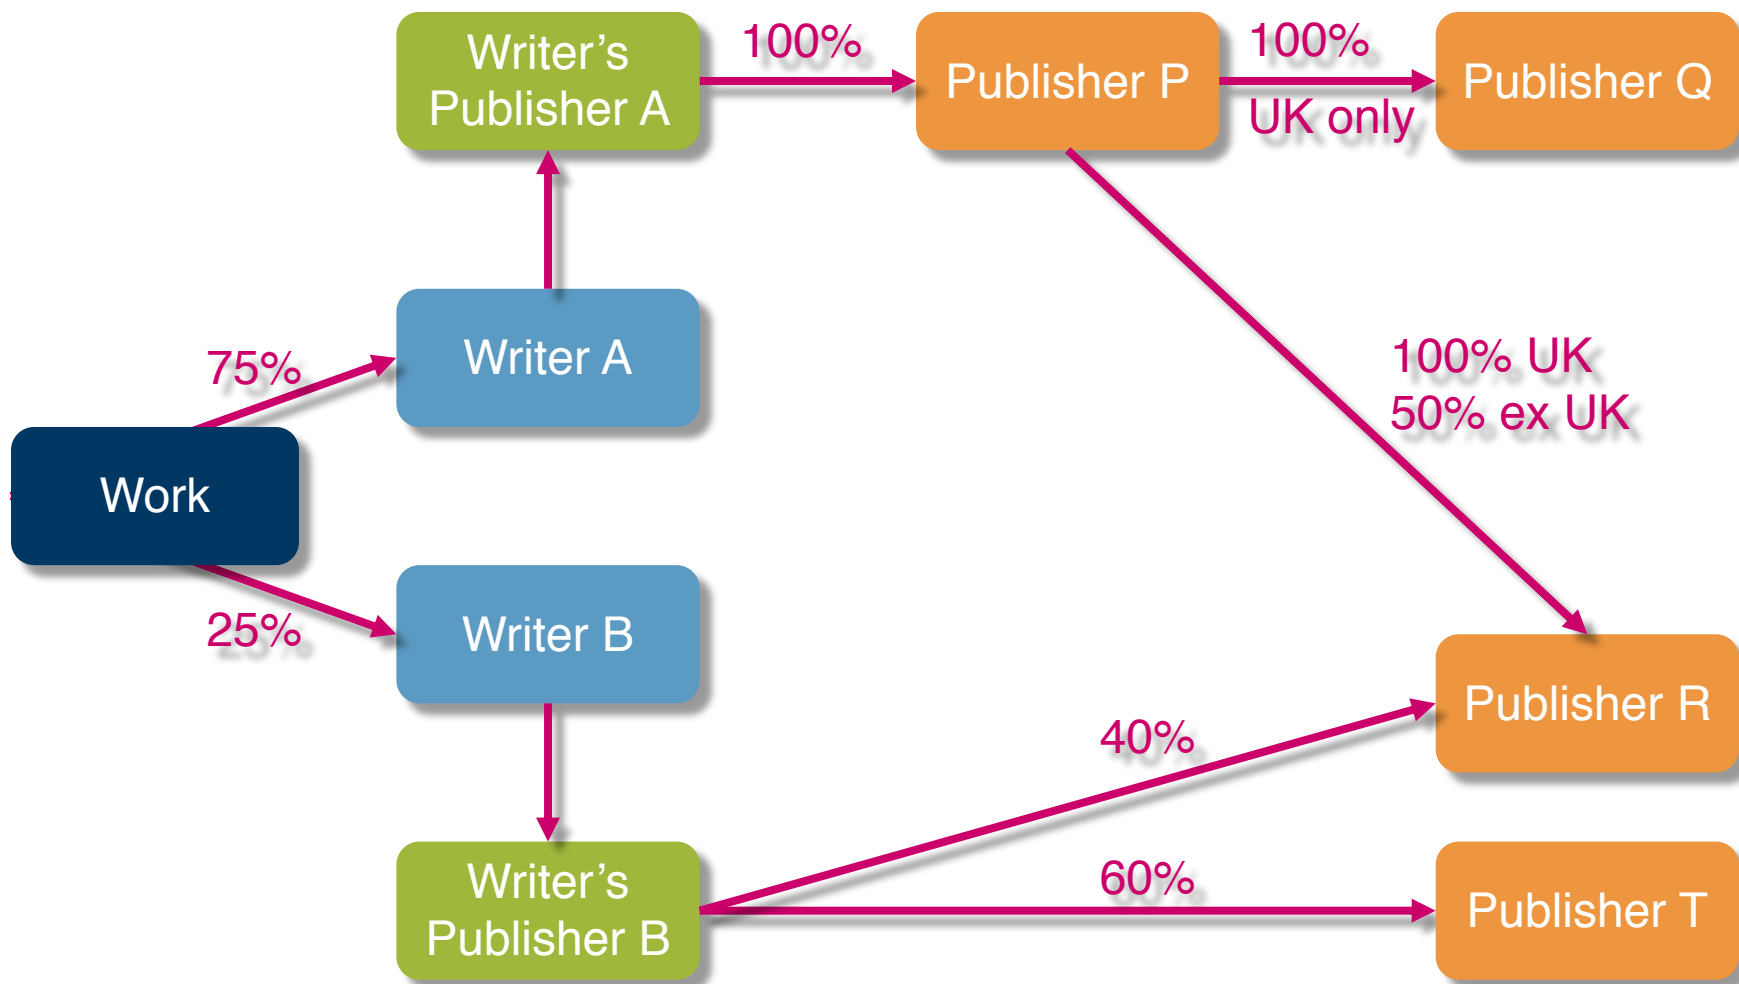 Writer’s
Publisher A
100%
Publisher P
100%
UK only
Publisher Q
Writer A
75%
100% UK
50% ex UK
Work
25%
Writer B
Publisher R
40%
Writer’s
Publisher B
60%
Publisher T